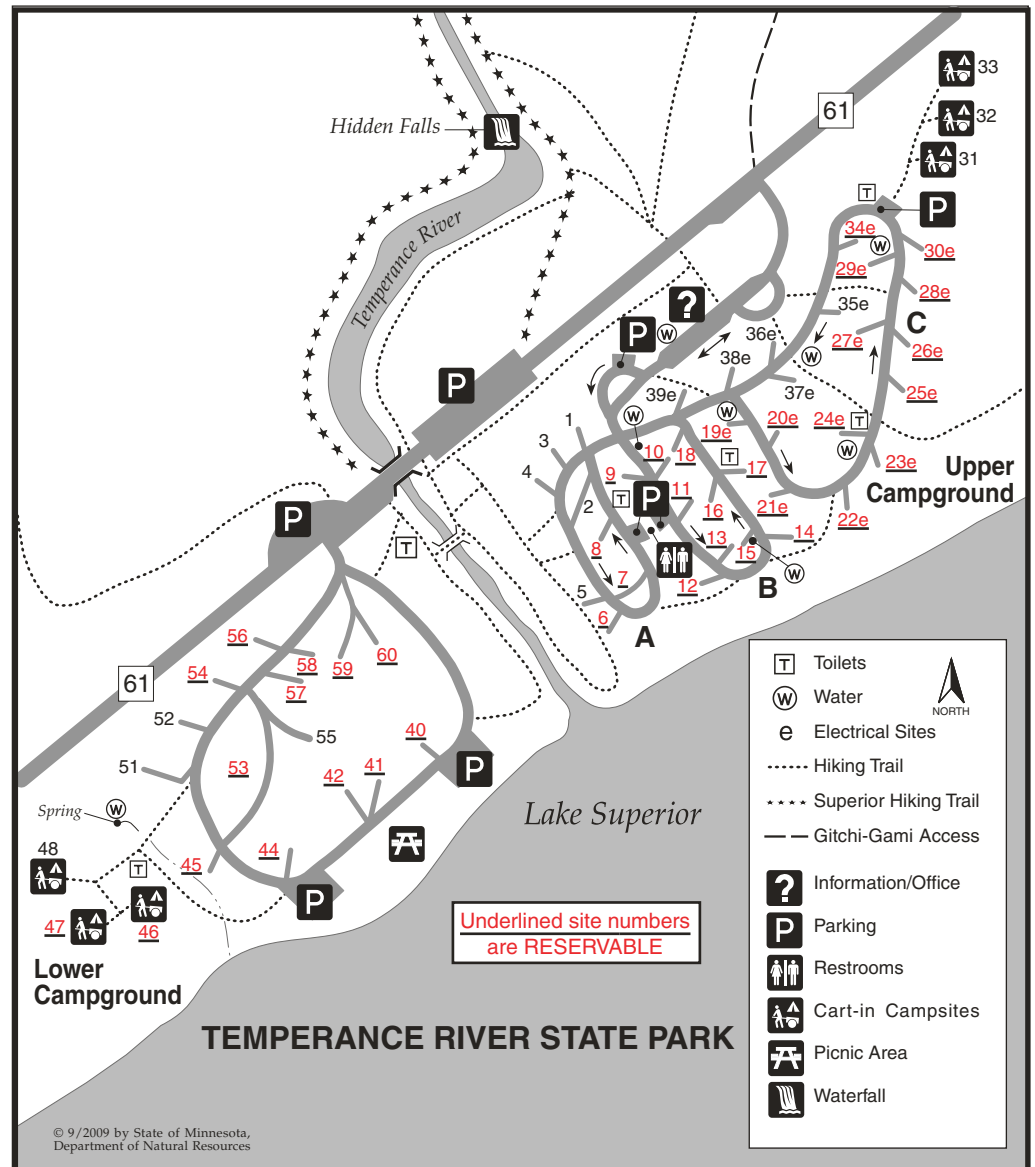 33
61
Hidden Falls
32
31
T
P
34e
W
30e
Temperance River
29e
28e
?
35e
C
P
W
36e
27e
26e
W
38e
P
37e
25e
39e
1
W
W
20e
24e
T
19e
3
10
18
T
23e
4
9
17
Upper
Campground
11
2
T
P
16
21e
22e
P
T
8
13
14
15
7
12
W
5
B
6
A
56
60
58
59
54
57
61
52
55
40
51
53
42
41
P
Spring
W
Lake Superior
48
44
T
45
P
47
46
Lower
Campground
Underlined site numbers
are RESERVABLE
TEMPERANCE RIVER STATE PARK
T Toilets
W Water
NORTH
e Electrical Sites
Hiking Trail
Superior Hiking Trail
Gitchi-Gami Access
? Information/Office
P Parking
Restrooms
Cart-in Campsites
Picnic Area
Waterfall
© 9/2009 by State of Minnesota,
Department of Natural Resources